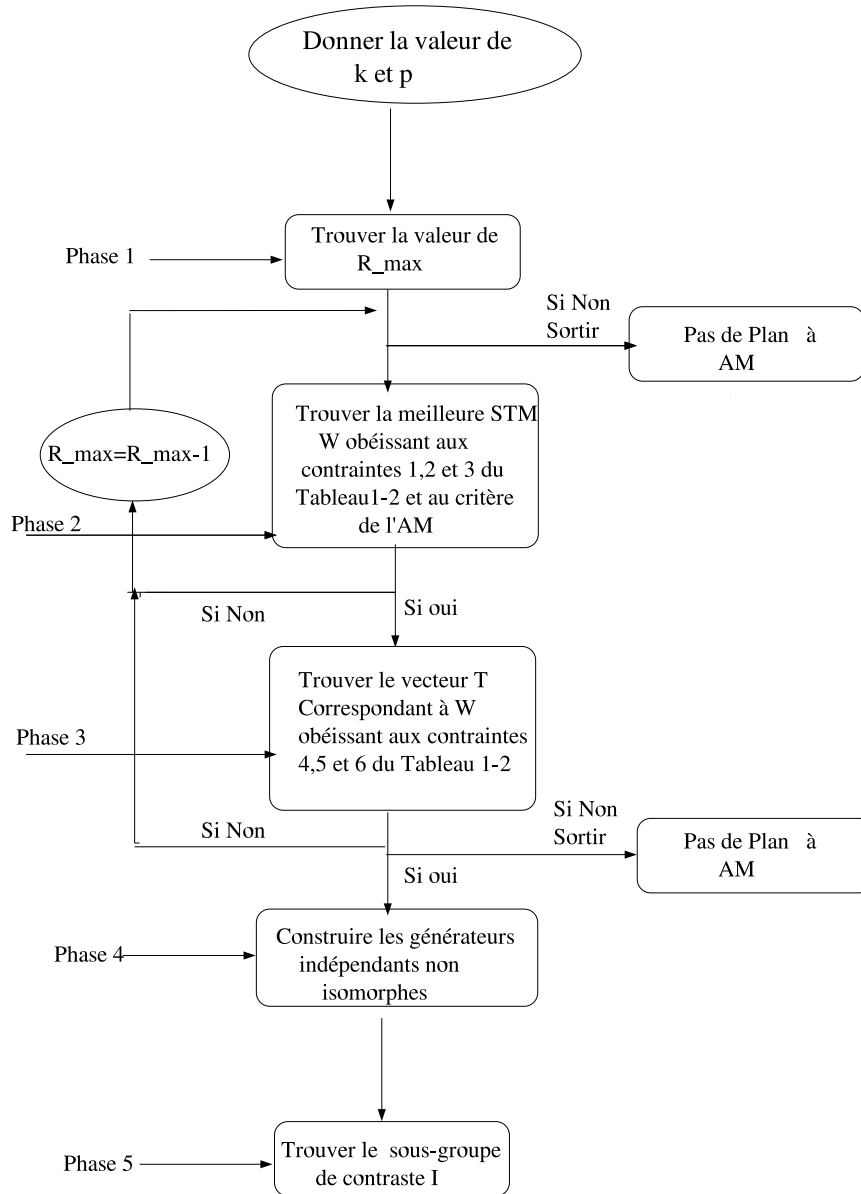 Donner la valeur de
k et p
Trouver la valeur de
R_max
Phase 1
Si Non
Sortir
Pas de Plan à
AM
Trouver la meilleure STM
W obéissant aux
contraintes 1,2 et 3 du
Tableau1-2 et au critère
de l'AM
R_max=R_max-1
Phase 2
Si Non
Si oui
Trouver le vecteur T
Correspondant à W
obéissant aux contraintes
4,5 et 6 du Tableau 1-2
Phase 3
Si Non
Si Non
Sortir
Pas de Plan à
AM
Si oui
Construire les générateurs
indépendants non
isomorphes
Phase 4
Trouver le sous-groupe
de contraste I
Phase 5